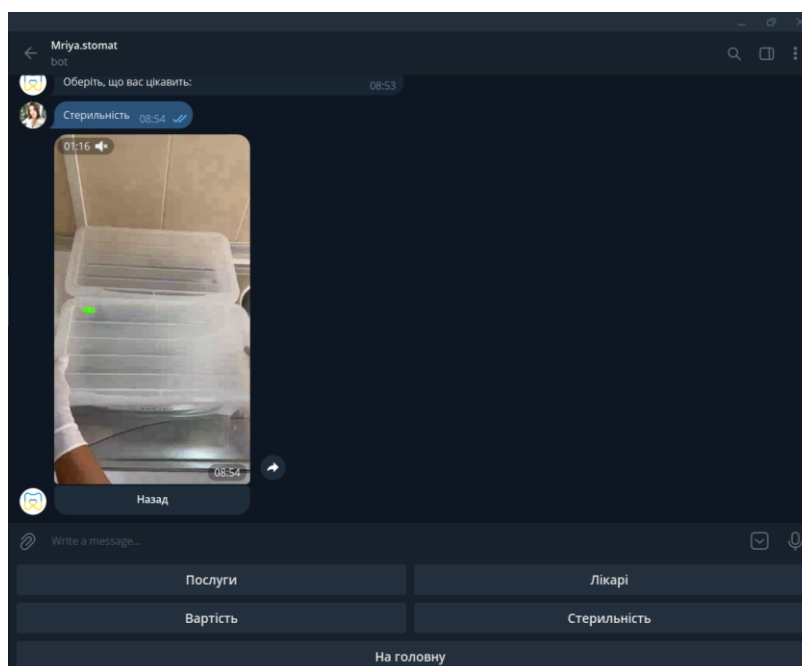 Mriya.stomat
bot
Оберіть, що вас цікавить:
08:53
Стерильність 08:54
01:16
08:54
Назад
Write a message...
Послуги
Лікарі
Вартість
Стерильність
На головну